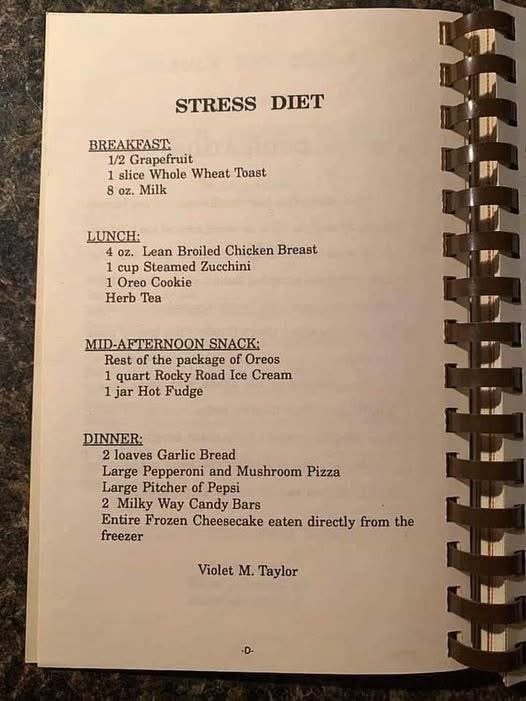 STRESS DIET
BREAKFAST:
1/2 Grapefruit
1 slice Whole Wheat Toast
8 oz. Milk
LUNCH:
4 oz. Lean Broiled Chicken Breast
1 cup Steamed Zucchini
1 Oreo Cookie
Herb Tea
MID-AFTERNOON SNACK:
Rest of the package of Oreos
1 quart Rocky Road Ice Cream
1 jar Hot Fudge
DINNER:
2 loaves Garlic Bread
Large Pepperoni and Mushroom Pizza
Large Pitcher of Pepsi
2 Milky Way Candy Bars
Entire Frozen Cheesecake eaten directly from the
freezer
Violet M. Taylor
-D-